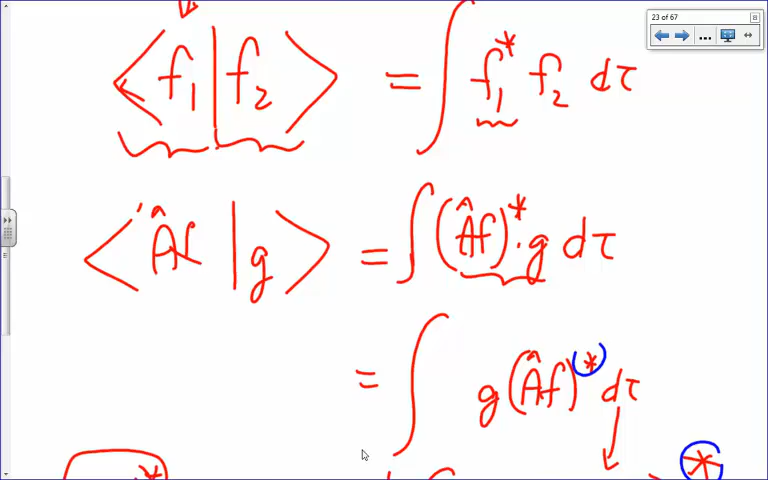 23 of 67
⟨f₁|f₂⟩ = ∫ f₁* f₂ dτ
⟨Âf|g⟩ = ∫(Âf)*·g dτ
= ∫ g(Âf)* dτ
* = *